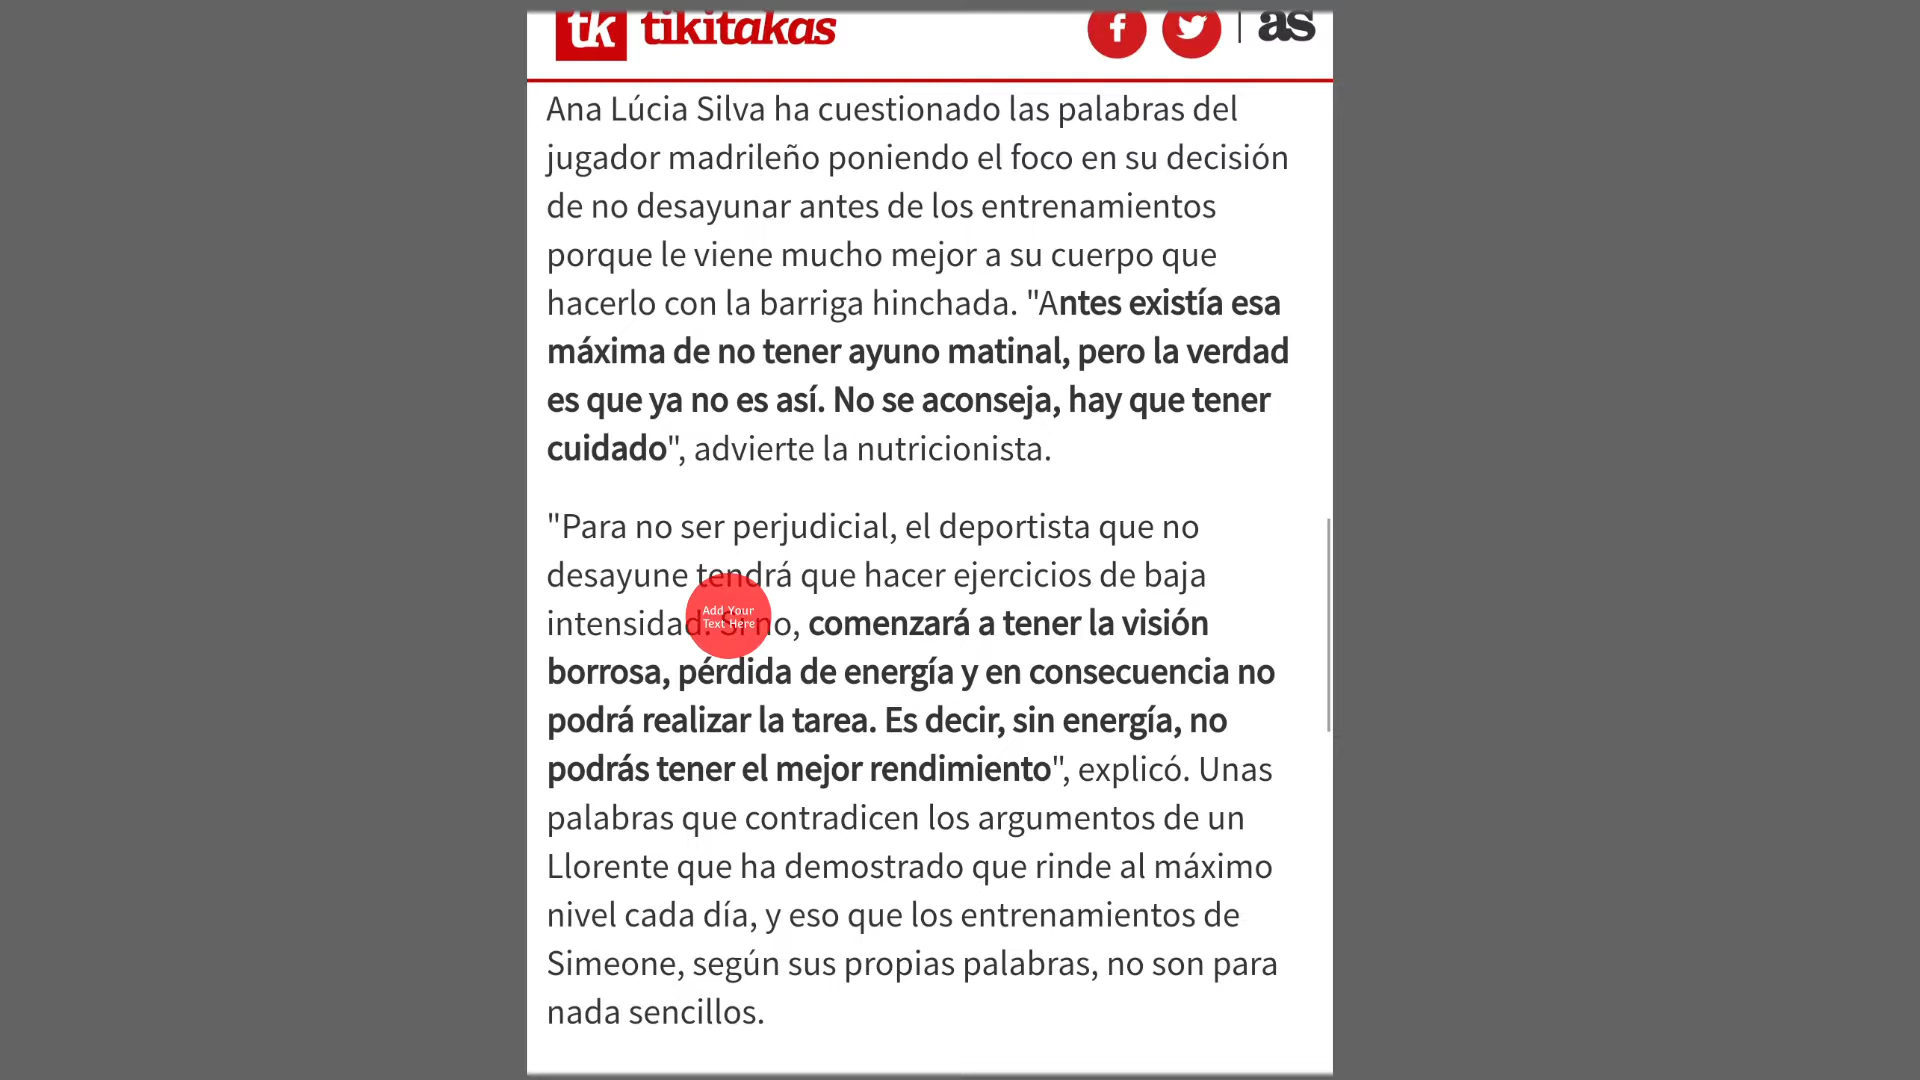 tk tikitakas
as
Ana Lúcia Silva ha cuestionado las palabras del
jugador madrileño poniendo el foco en su decisión
de no desayunar antes de los entrenamientos
porque le viene mucho mejor a su cuerpo que
hacerlo con la barriga hinchada. "Antes existía esa
máxima de no tener ayuno matinal, pero la verdad
es que ya no es así. No se aconseja, hay que tener
cuidado", advierte la nutricionista.
"Para no ser perjudicial, el deportista que no
desayune tendrá que hacer ejercicios de baja
intensidad. Si no, comenzará a tener la visión
borrosa, pérdida de energía y en consecuencia no
podrá realizar la tarea. Es decir, sin energía, no
podrás tener el mejor rendimiento", explicó. Unas
palabras que contradicen los argumentos de un
Llorente que ha demostrado que rinde al máximo
nivel cada día, y eso que los entrenamientos de
Simeone, según sus propias palabras, no son para
nada sencillos.
Add Your
Text Here